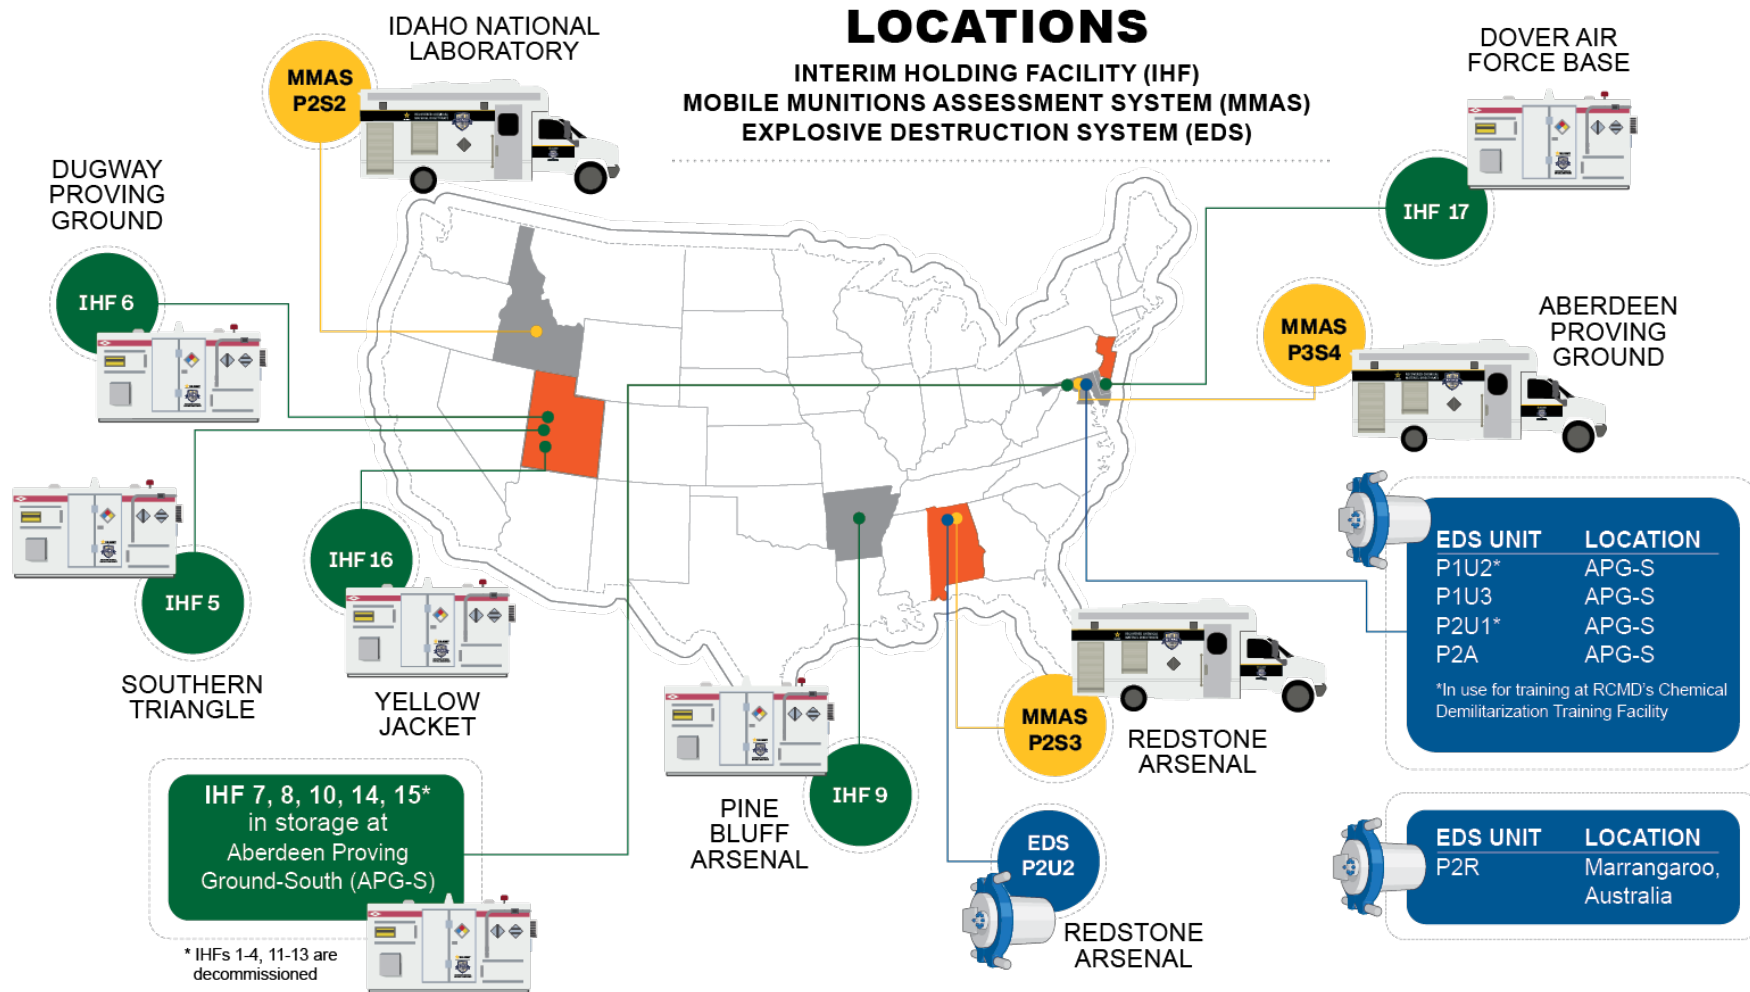 LOCATIONS
INTERIM HOLDING FACILITY (IHF)
MOBILE MUNITIONS ASSESSMENT SYSTEM (MMAS)
EXPLOSIVE DESTRUCTION SYSTEM (EDS)
IDAHO NATIONAL
LABORATORY
MMAS
P2S2
DOVER AIR
FORCE BASE
IHF 17
DUGWAY
PROVING
GROUND
IHF 6
MMAS
P3S4
ABERDEEN
PROVING
GROUND
IHF 5
SOUTHERN
TRIANGLE
IHF 16
YELLOW
JACKET
EDS UNIT LOCATION
P1U2* APG-S
P1U3 APG-S
P2U1* APG-S
P2A APG-S
*In use for training at RCMD's Chemical
Demilitarization Training Facility
MMAS
P2S3
REDSTONE
ARSENAL
IHF 9
PINE
BLUFF
ARSENAL
IHF 7, 8, 10, 14, 15*
in storage at
Aberdeen Proving
Ground-South (APG-S)
* IHFs 1-4, 11-13 are
decommissioned
EDS
P2U2
REDSTONE
ARSENAL
EDS UNIT LOCATION
P2R Marrangaroo,
Australia